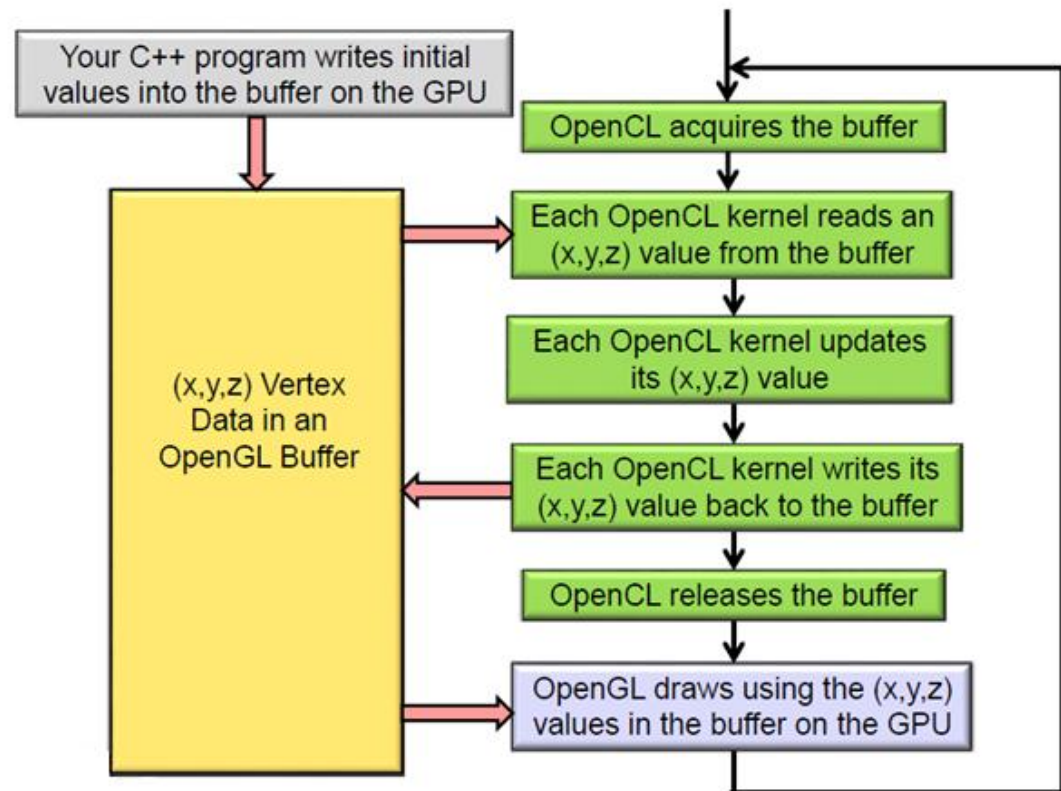 Your C++ program writes initial
values into the buffer on the GPU
OpenCL acquires the buffer
Each OpenCL kernel reads an
(x,y,z) value from the buffer
Each OpenCL kernel updates
its (x,y,z) value
(x,y,z) Vertex
Data in an
OpenGL Buffer
Each OpenCL kernel writes its
(x,y,z) value back to the buffer
OpenCL releases the buffer
OpenGL draws using the (x,y,z)
values in the buffer on the GPU